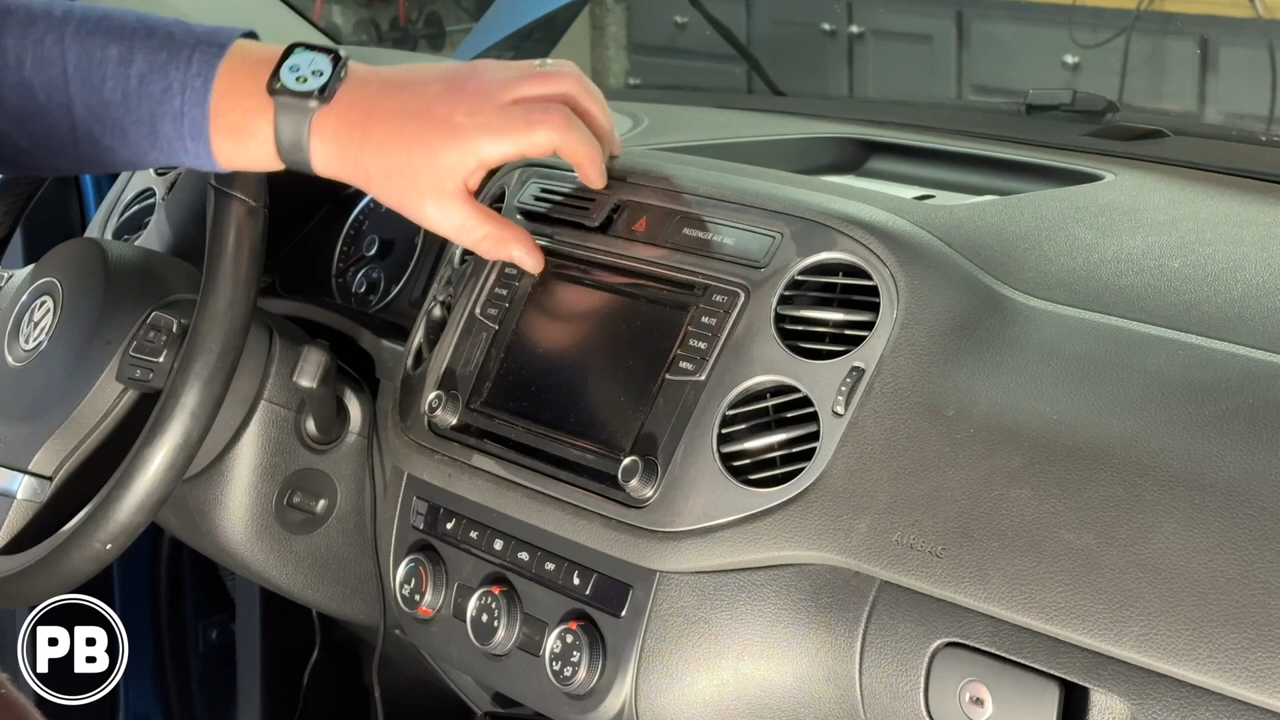 PASSENGER AIR BAG
MEDIA
PHONE
VOICE
EJECT
MUTE
SOUND
MENU
A/C
OFF
AIRBAG
PB